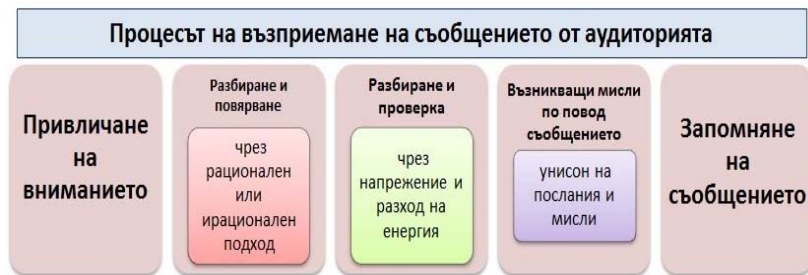 Процесът на възприемане на съобщението от аудиторията
Привличане
на
вниманието
Разбиране и
повярване
чрез
рационален
или
ирационален
подход
Разбиране и
проверка
чрез
напрежение и
разход на
енергия
Възникващи мисли
по повод
съобщението
унисон на
послания и
мисли
Запомняне
на
съобщението